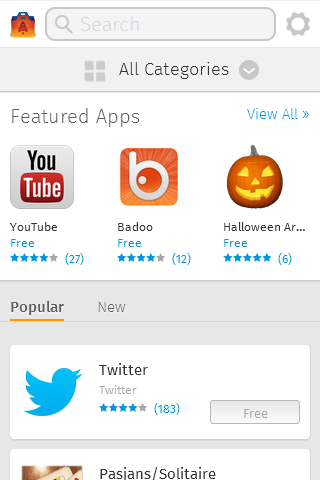 Search
All Categories
Featured Apps
View All »
You
Tube
b
YouTube
Badoo
Halloween Ar...
Free
Free
Free
(27)
(12)
(6)
Popular
New
Twitter
Twitter
(183)
Free
Pasjans/Solitaire